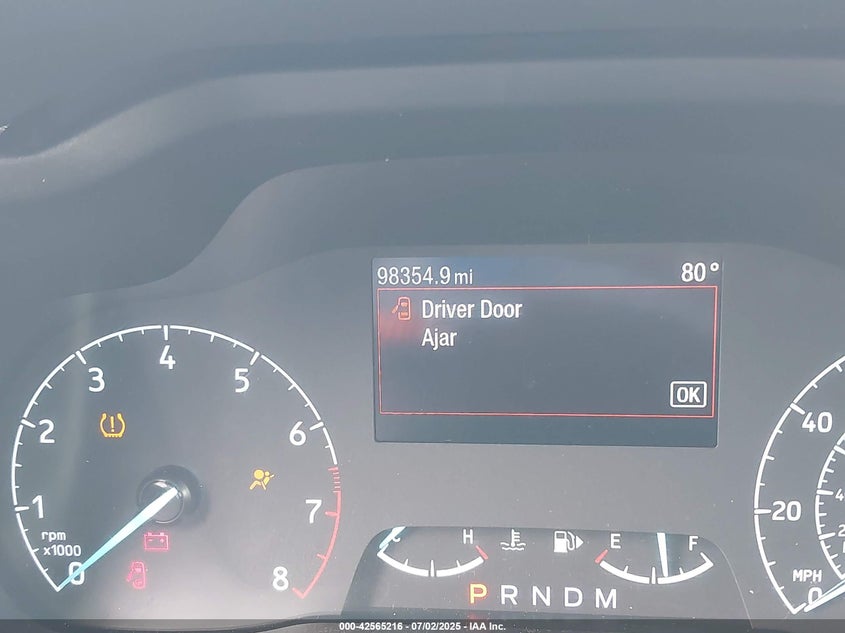 98354.9 mi 80°
Driver Door
Ajar
OK
0 1 2 3 4 5 6 7 8
rpm
x1000
C H
E F
P R N D M
40
20
0
MPH
000-42565216 - 07/02/2025 - IAA Inc.